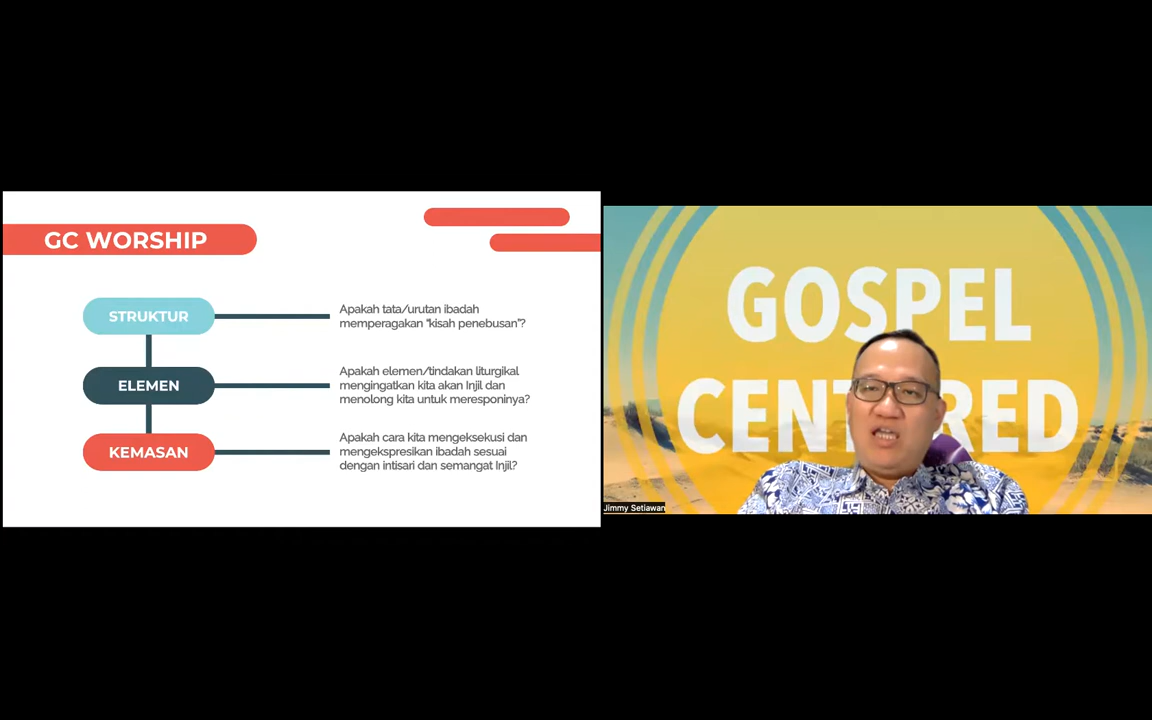 GC WORSHIP
STRUKTUR
Apakah tata/urutan ibadah
memperagakan “kisah penebusan”?
ELEMEN
Apakah elemen/tindakan liturgikal
mengingatkan kita akan Injil dan
menolong kita untuk meresponinya?
KEMASAN
Apakah cara kita mengeksekusi dan
mengekspresikan ibadah sesuai
dengan intisari dan semangat Injil?
GOSPEL
CENTERED
Jimmy Setiawan